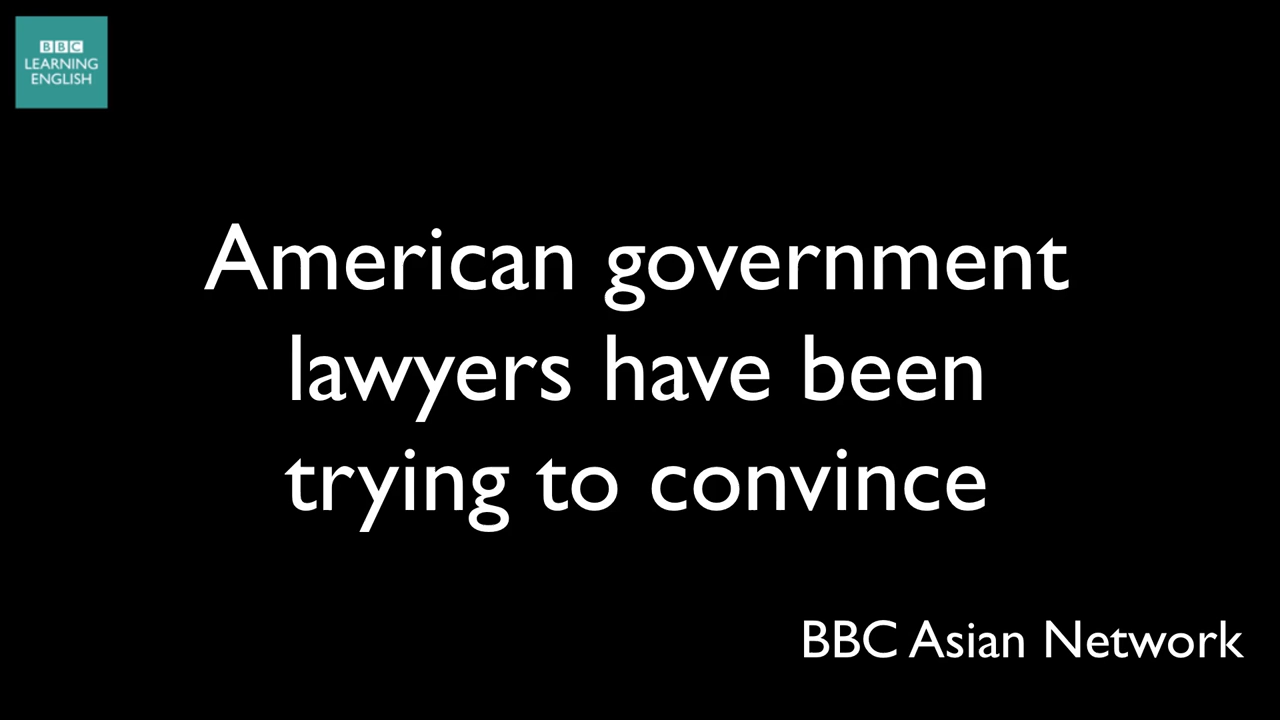 BBC
LEARNING
ENGLISH
American government
lawyers have been
trying to convince
BBC Asian Network